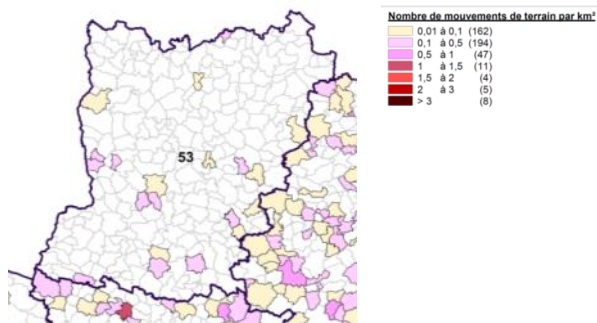 Nombre de mouvements de terrain par km²
0,01 à 0,1 (162)
0,1 à 0,5 (194)
0,5 à 1 (47)
1 à 1,5 (11)
1,5 à 2 (4)
2 à 3 (5)
> 3 (8)
53